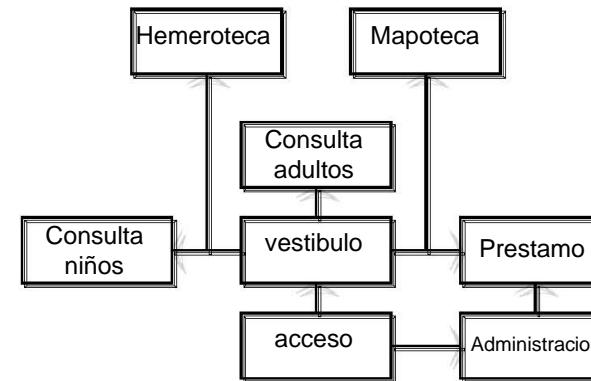 Hemeroteca
Mapoteca
Consulta
adultos
Consulta
niños
vestibulo
Prestamo
acceso
Administracio